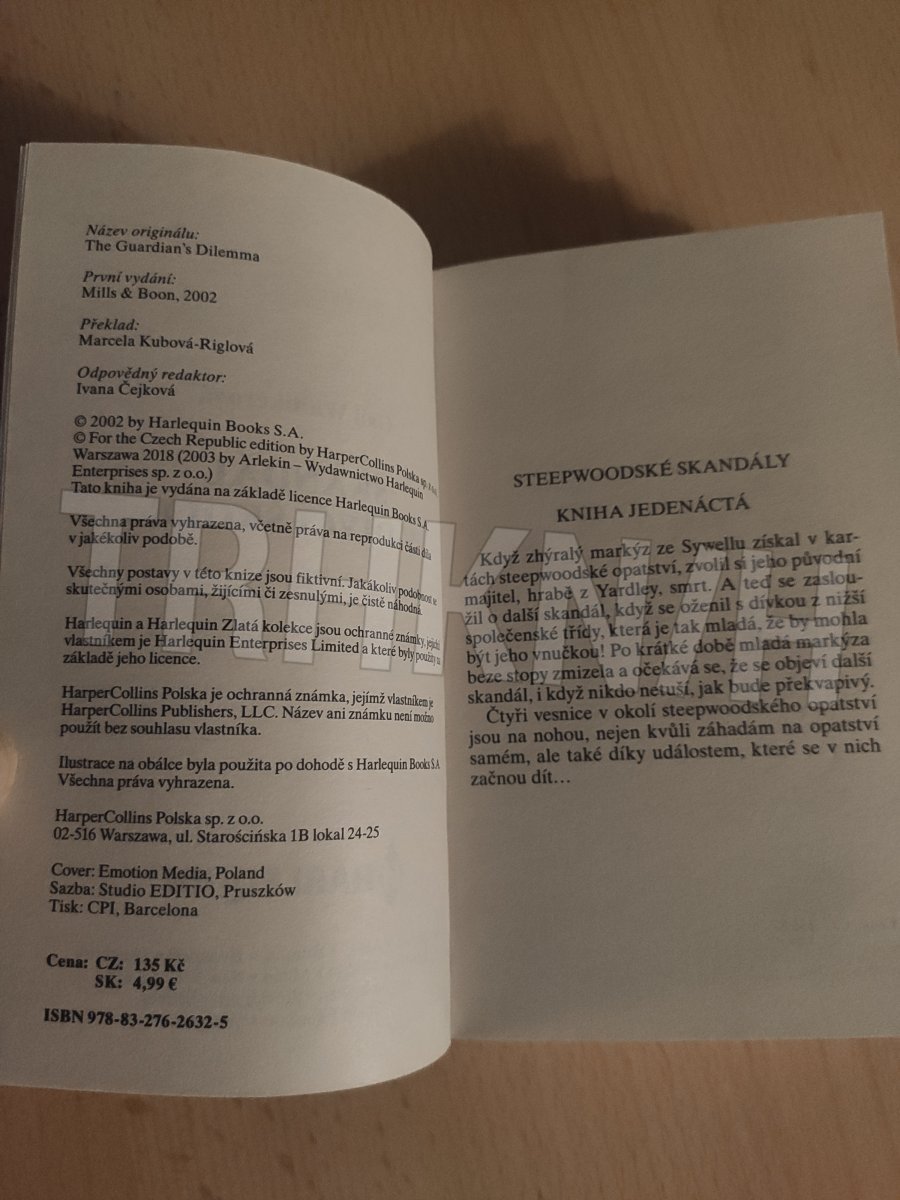 Název originálu:
The Guardian's Dilemma
První vydání:
Mills & Boon, 2002
Překlad:
Marcela Kubová-Riglová
Odpovědný redaktor:
Ivana Čejková
© 2002 by Harlequin Books S.A.
© For the Czech Republic edition by HarperCollins Polska sp. z o.o.
Warszawa 2018 (2003 by Arlekin – Wydawnictwo Harlequin
Enterprises sp. z o.o.)
Tato kniha je vydána na základě licence Harlequin Books S.A.
Všechna práva vyhrazena, včetně práva na reprodukci části díla
v jakékoliv podobě.
Všechny postavy v této knize jsou fiktivní. Jakákoliv podobnost se
skutečnými osobami, žijícími či zesnulými, je čistě náhodná.
Harlequin a Harlequin Zlatá kolekce jsou ochranné známky, jejichž
vlastníkem je Harlequin Enterprises Limited a které byly použity na
základě jeho licence.
HarperCollins Polska je ochranná známka, jejímž vlastníkem je
HarperCollins Publishers, LLC. Název ani známku není možno
použít bez souhlasu vlastníka.
Ilustrace na obálce byla použita po dohodě s Harlequin Books S.A.
Všechna práva vyhrazena.
HarperCollins Polska sp. z o.o.
02-516 Warszawa, ul. Starościńska 1B lokal 24-25
Cover: Emotion Media, Poland
Sazba: Studio EDITIO, Pruszków
Tisk: CPI, Barcelona
Cena: CZ: 135 Kč
SK: 4,99 €
ISBN 978-83-276-2632-5
STEEPWOODSKÉ SKANDÁLY
KNIHA JEDENÁCTÁ
Když zhýralý markýz ze Sywellu získal v kar-
tách steepwoodské opatství, zvolil si jeho původní
majitel, hrabě z Yardley, smrt. A teď se zaslou-
žil o další skandál, když se oženil s dívkou z nižší
společenské třídy, která je tak mladá, že by mohla
být jeho vnučkou! Po krátké době mladá markýza
beze stopy zmizela a očekává se, že se objeví další
skandál, i když nikdo netuší, jak bude překvapivý.
Čtyři vesnice v okolí steepwoodského opatství
jsou na nohou, nejen kvůli záhadám na opatství
samém, ale také díky událostem, které se v nich
začnou dít…